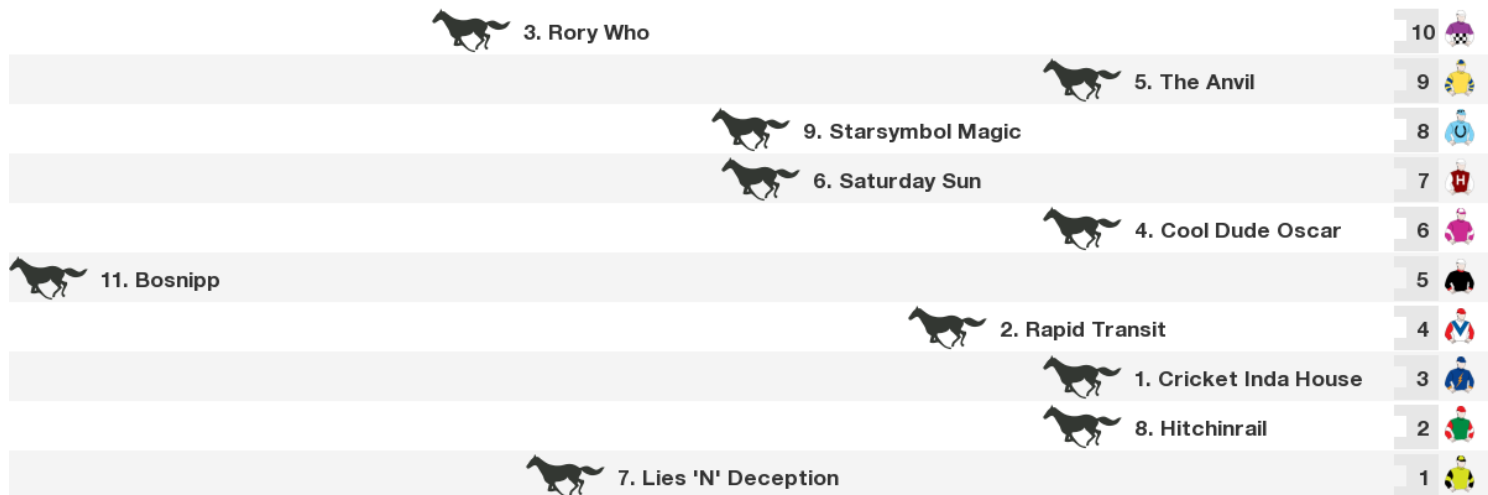 3. Rory Who 10
5. The Anvil 9
9. Starsymbol Magic 8
6. Saturday Sun 7
H
4. Cool Dude Oscar 6
11. Bosnipp 5
2. Rapid Transit 4
1. Cricket Inda House 3
8. Hitchinrail 2
7. Lies 'N' Deception 1